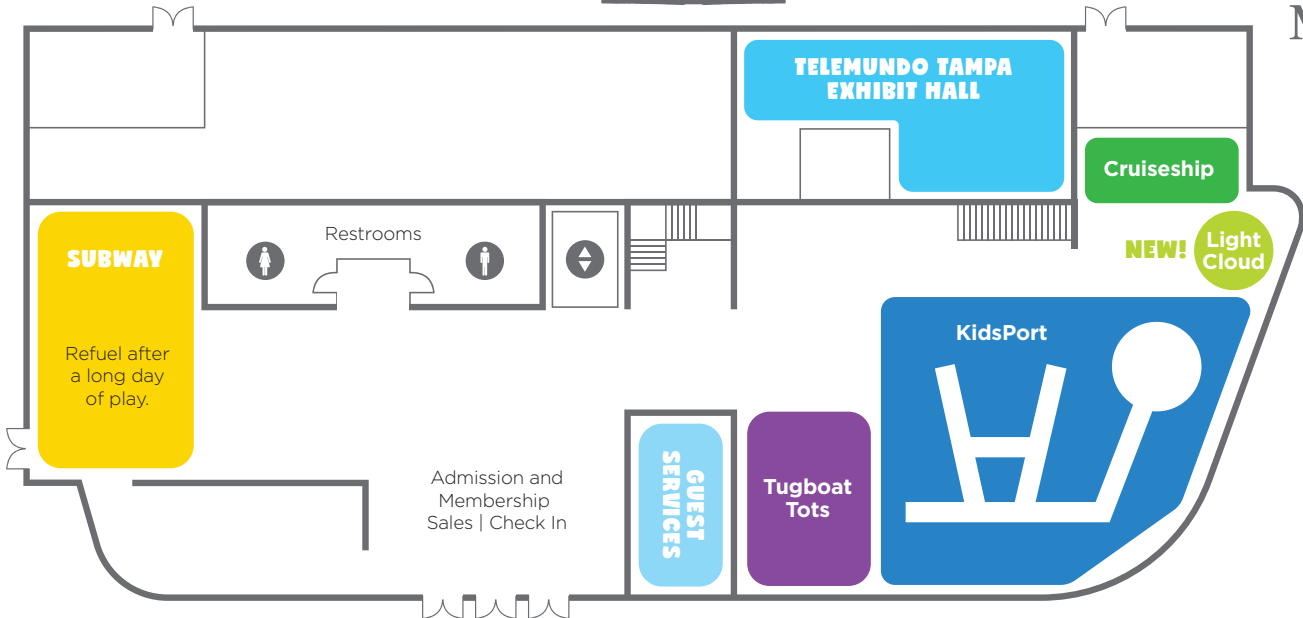 N
TELEMUNDO TAMPA
EXHIBIT HALL
Cruiseship
SUBWAY
Restrooms
NEW!
Light
Cloud
Refuel after
a long day
of play.
KidsPort
Admission and
Membership
Sales | Check In
GUEST
SERVICES
Tugboat
Tots